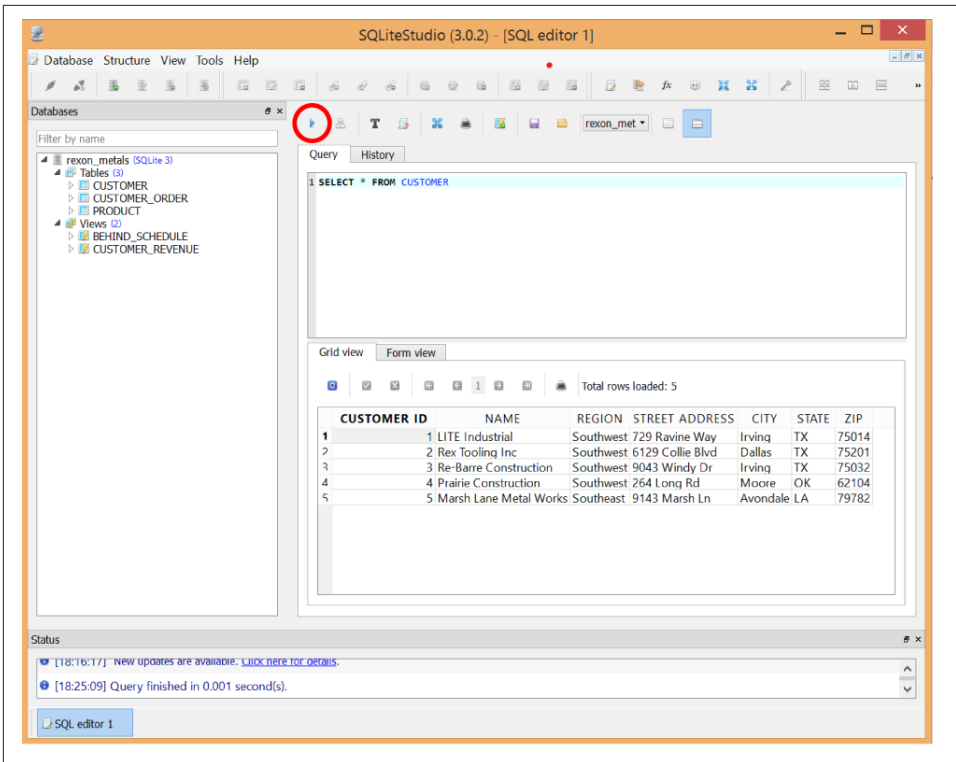 SQLiteStudio (3.0.2) - [SQL editor 1]
Database Structure View Tools Help
Databases
Filter by name
rexon_metals (SQLite 3)
Tables (3)
CUSTOMER
CUSTOMER_ORDER
PRODUCT
Views (2)
BEHIND_SCHEDULE
CUSTOMER_REVENUE
rexon_met
Query History
1 SELECT * FROM CUSTOMER
Grid view Form view
1 Total rows loaded: 5
CUSTOMER ID NAME REGION STREET ADDRESS CITY STATE ZIP
1 1 LITE Industrial Southwest 729 Ravine Way Irving TX 75014
2 2 Rex Tooling Inc Southwest 6129 Collie Blvd Dallas TX 75201
3 3 Re-Barre Construction Southwest 9043 Windy Dr Irving TX 75032
4 4 Prairie Construction Southwest 264 Long Rd Moore OK 62104
5 5 Marsh Lane Metal Works Southeast 9143 Marsh Ln Avondale LA 79782
Status
[18:16:17] New updates are available. Click here for details.
[18:25:09] Query finished in 0.001 second(s).
SQL editor 1